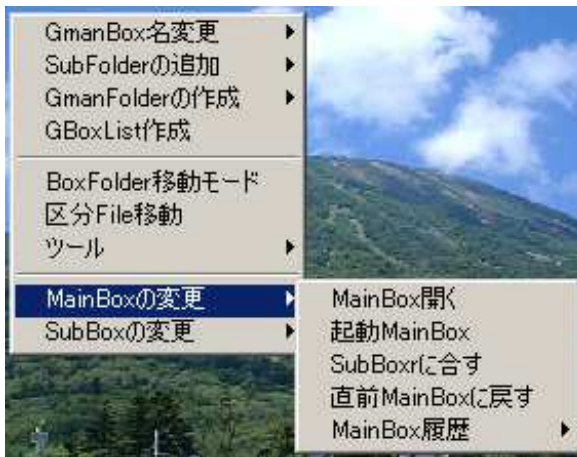 GmanBox名変更
SubFolderの追加
GmanFolderの作成
GBoxList作成
BoxFolder移動モード
区分File移動
ツール
MainBoxの変更
SubBoxの変更
MainBox開く
起動MainBox
SubBoxrに合す
直前MainBoxに戻す
MainBox履歴